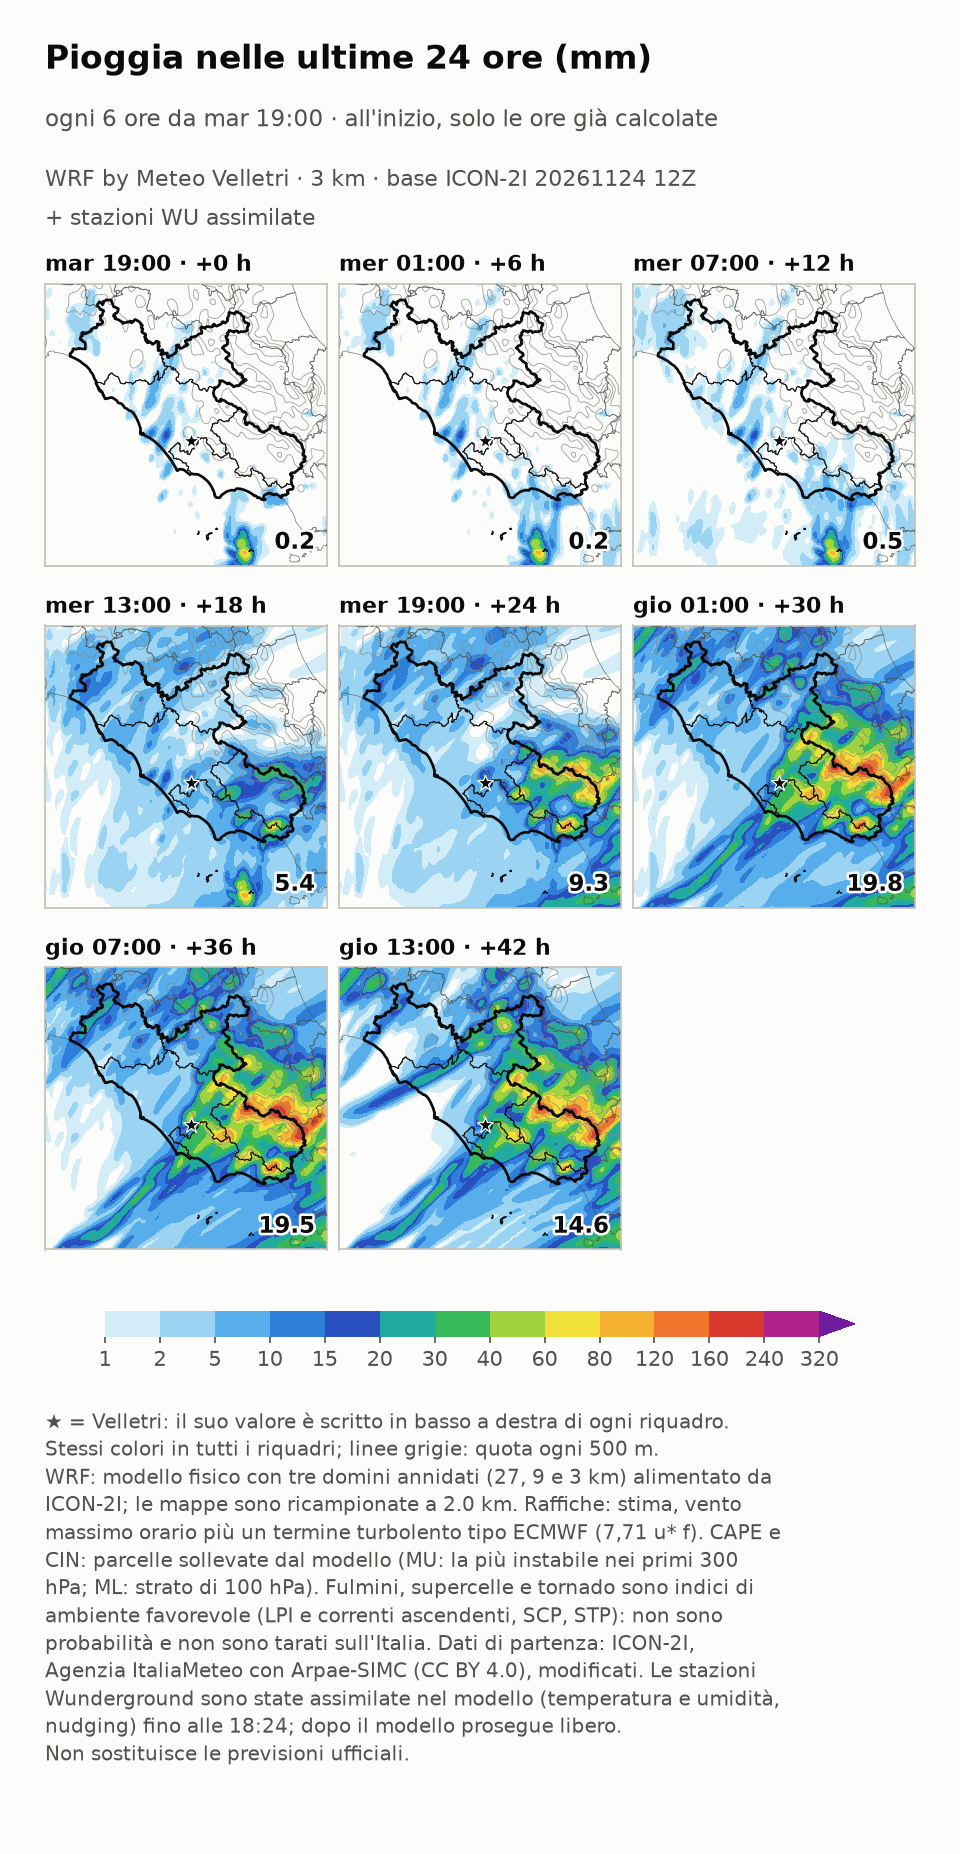 Pioggia nelle ultime 24 ore (mm)
ogni 6 ore da mar 19:00 · all'inizio, solo le ore già calcolate
WRF by Meteo Velletri · 3 km · base ICON-2I 20261124 12Z
+ stazioni WU assimilate
mar 19:00 · +0 h
mer 01:00 · +6 h
mer 07:00 · +12 h
0.2
0.2
0.5
mer 13:00 · +18 h
mer 19:00 · +24 h
gio 01:00 · +30 h
5.4
9.3
19.8
gio 07:00 · +36 h
gio 13:00 · +42 h
19.5
14.6
1 2 5 10 15 20 30 40 60 80 120 160 240 320
★ = Velletri: il suo valore è scritto in basso a destra di ogni riquadro.
Stessi colori in tutti i riquadri; linee grigie: quota ogni 500 m.
WRF: modello fisico con tre domini annidati (27, 9 e 3 km) alimentato da
ICON-2I; le mappe sono ricampionate a 2.0 km. Raffiche: stima, vento
massimo orario più un termine turbolento tipo ECMWF (7,71 u* f). CAPE e
CIN: parcelle sollevate dal modello (MU: la più instabile nei primi 300
hPa; ML: strato di 100 hPa). Fulmini, supercelle e tornado sono indici di
ambiente favorevole (LPI e correnti ascendenti, SCP, STP): non sono
probabilità e non sono tarati sull'Italia. Dati di partenza: ICON-2I,
Agenzia ItaliaMeteo con Arpae-SIMC (CC BY 4.0), modificati. Le stazioni
Wunderground sono state assimilate nel modello (temperatura e umidità,
nudging) fino alle 18:24; dopo il modello prosegue libero.
Non sostituisce le previsioni ufficiali.